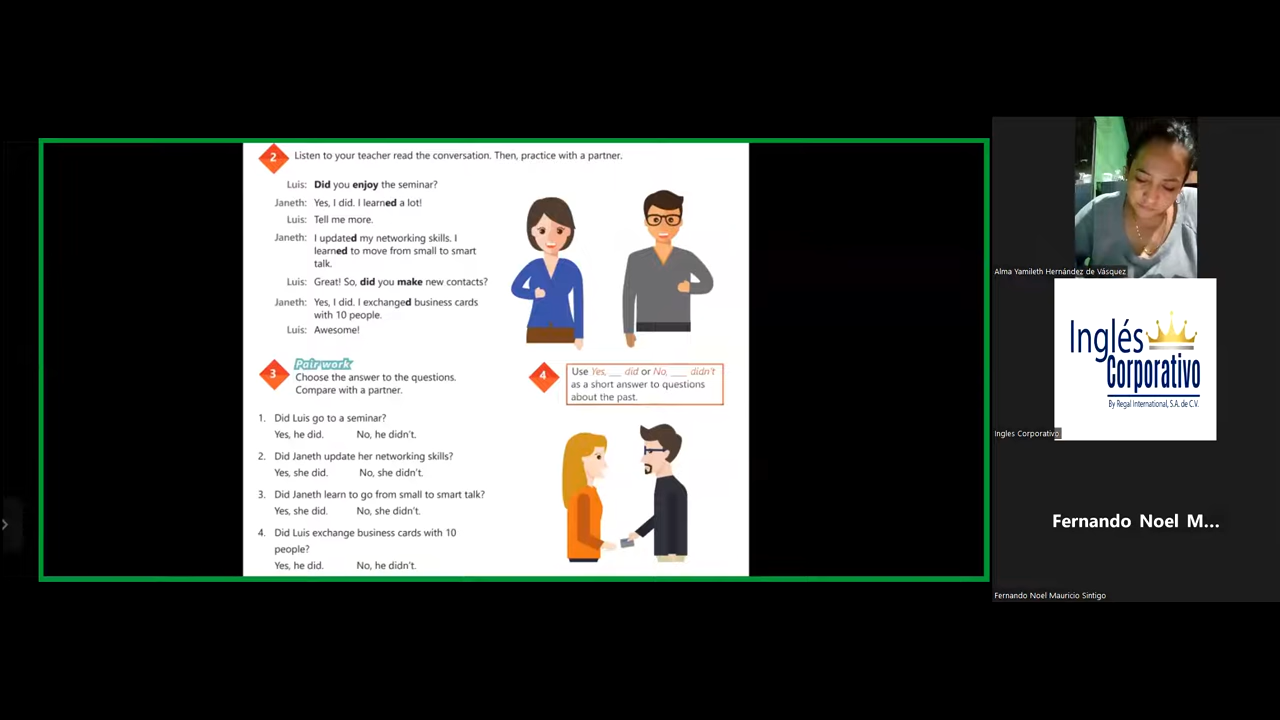 2 Listen to your teacher read the conversation. Then, practice with a partner.
Luis: Did you enjoy the seminar?
Janeth: Yes, I did. I learned a lot!
Luis: Tell me more.
Janeth: I updated my networking skills. I
learned to move from small to smart
talk.
Luis: Great! So, did you make new contacts?
Janeth: Yes, I did. I exchanged business cards
with 10 people.
Luis: Awesome!
3 Pair work
Choose the answer to the questions.
Compare with a partner.
1. Did Luis go to a seminar?
Yes, he did. No, he didn't.
2. Did Janeth update her networking skills?
Yes, she did. No, she didn't.
3. Did Janeth learn to go from small to smart talk?
Yes, she did. No, she didn't.
4. Did Luis exchange business cards with 10
people?
Yes, he did. No, he didn't.
4 Use Yes, __ did or No, ___ didn't
as a short answer to questions
about the past.
Alma Yamileth Hernández de Vásquez
Inglés
Corporativo
By Regal International, S.A. de C.V.
Ingles Corporativo
Fernando Noel M...
Fernando Noel Mauricio Sintigo